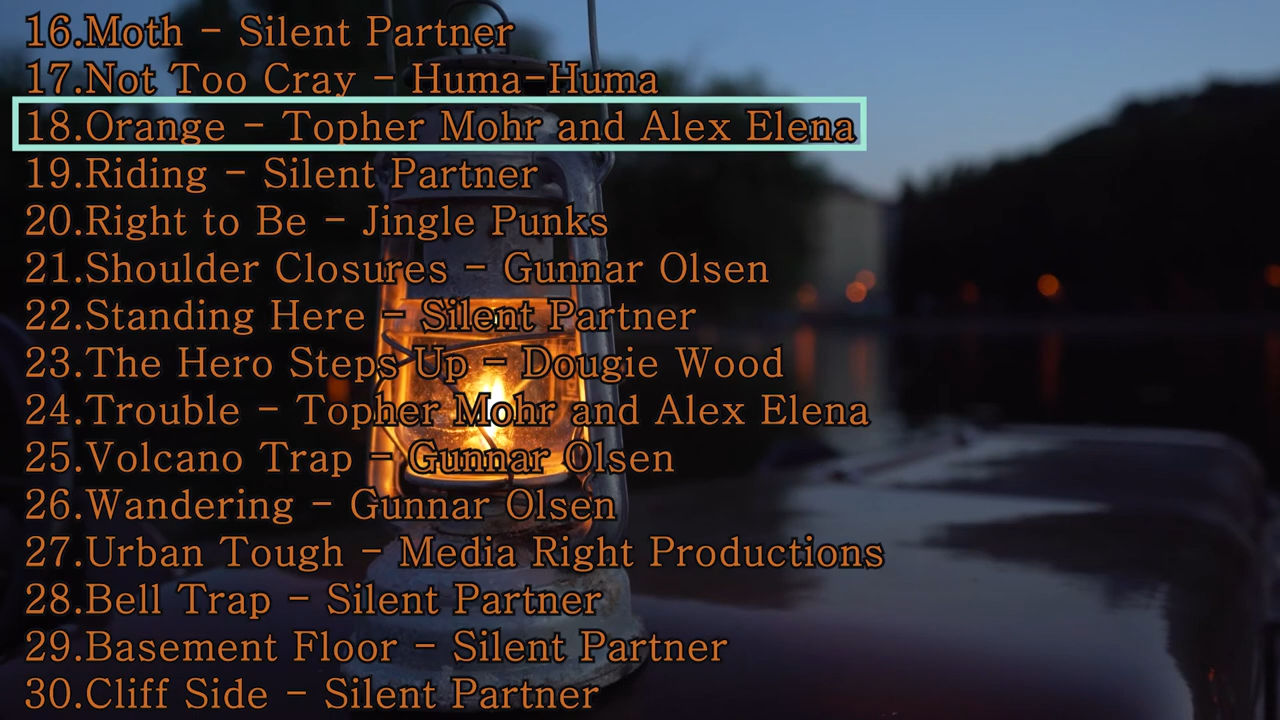 16.Moth - Silent Partner
17.Not Too Cray - Huma-Huma
18.Orange - Topher Mohr and Alex Elena
19.Riding - Silent Partner
20.Right to Be - Jingle Punks
21.Shoulder Closures - Gunnar Olsen
22.Standing Here - Silent Partner
23.The Hero Steps Up - Dougie Wood
24.Trouble - Topher Mohr and Alex Elena
25.Volcano Trap - Gunnar Olsen
26.Wandering - Gunnar Olsen
27.Urban Tough - Media Right Productions
28.Bell Trap - Silent Partner
29.Basement Floor - Silent Partner
30.Cliff Side - Silent Partner